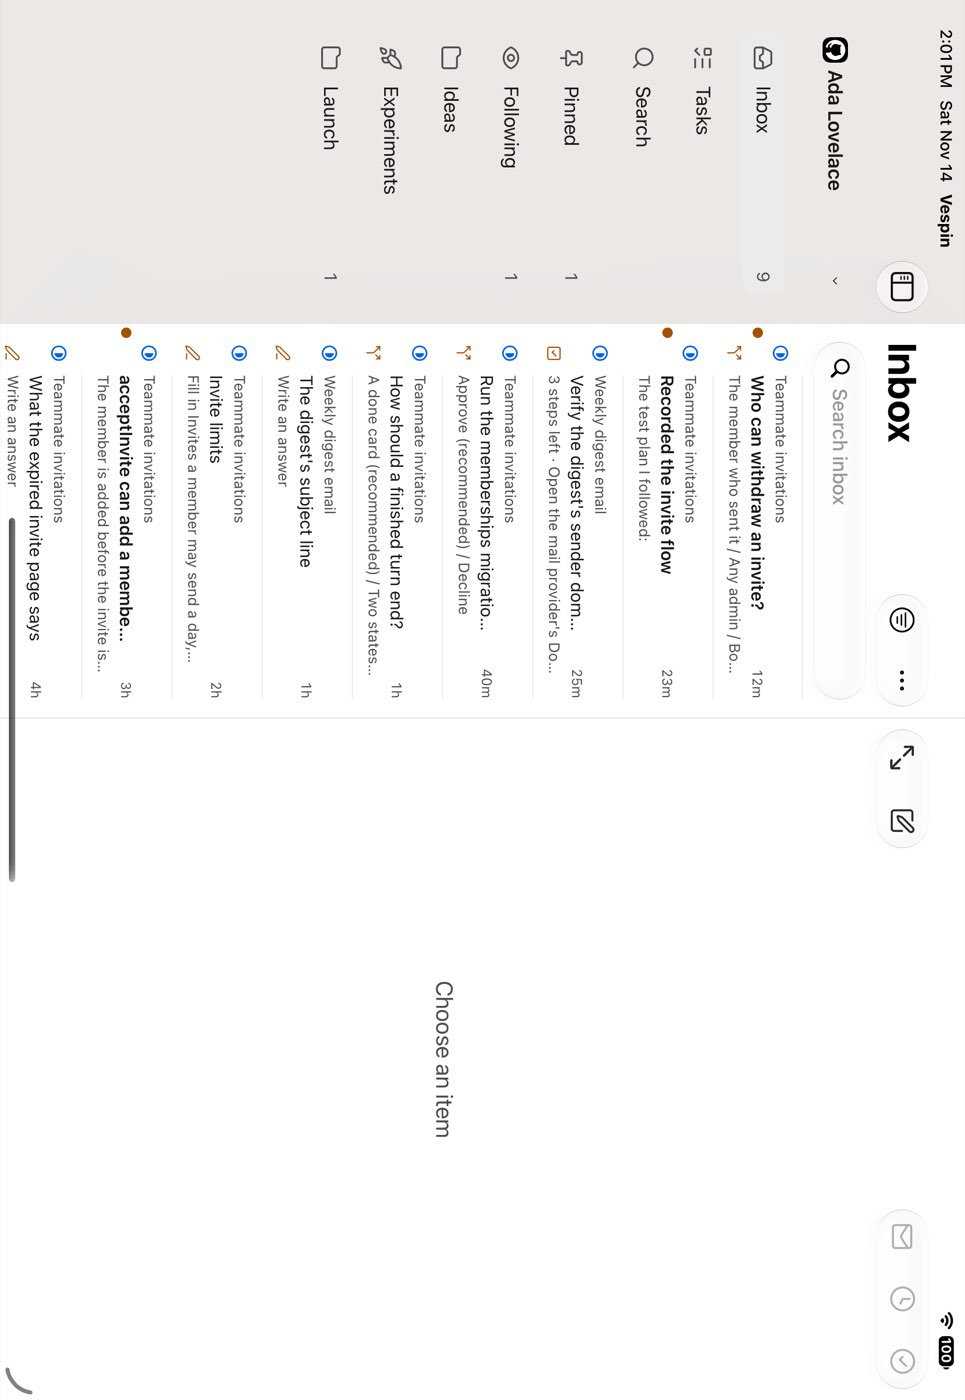 2:01 PM Sat Nov 14 Vespin
100
Ada Lovelace
Inbox 9
Tasks
Search
Pinned 1
Following 1
Ideas
Experiments
Launch 1
Inbox
Search inbox
Teammate invitations
Who can withdraw an invite? 12m
The member who sent it / Any admin / Bo...
Teammate invitations
Recorded the invite flow 23m
The test plan I followed:
Weekly digest email
Verify the digest's sender dom... 25m
3 steps left · Open the mail provider's Do...
Teammate invitations
Run the memberships migratio... 40m
Approve (recommended) / Decline
Teammate invitations
How should a finished turn end? 1h
A done card (recommended) / Two states...
Weekly digest email
The digest's subject line 1h
Write an answer
Teammate invitations
Invite limits 2h
Fill in Invites a member may send a day,...
Teammate invitations
acceptInvite can add a membe... 3h
The member is added before the invite is...
Teammate invitations
What the expired invite page says 4h
Write an answer
Choose an item